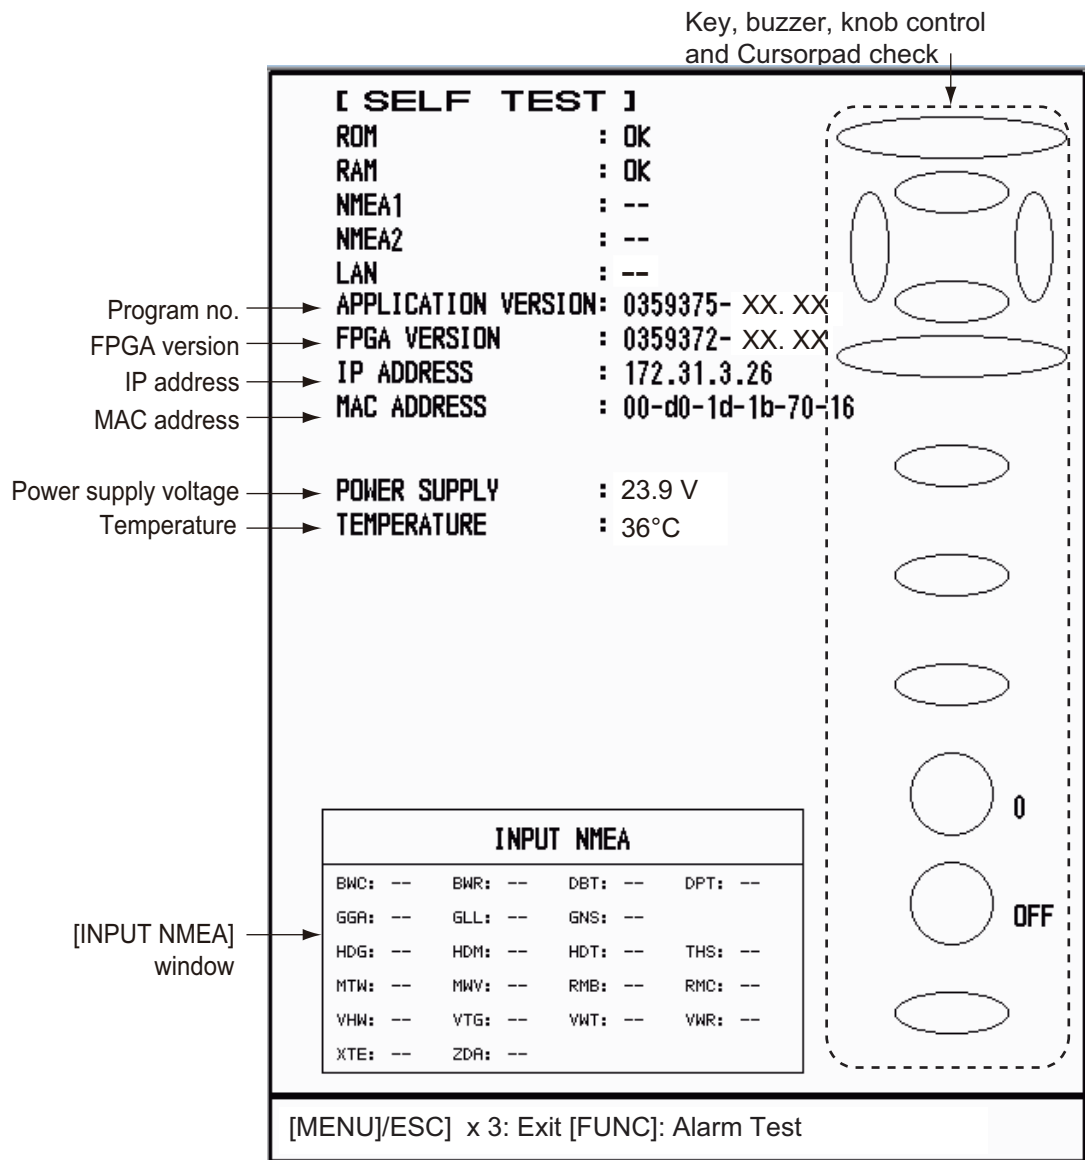 Key, buzzer, knob control
and Cursorpad check
[ SELF TEST ]
ROM : OK
RAM : OK
NMEA1 : --
NMEA2 : --
LAN : --
Program no.
APPLICATION VERSION: 0359375- XX. XX
FPGA version
FPGA VERSION : 0359372- XX. XX
IP address
IP ADDRESS : 172.31.3.26
MAC address
MAC ADDRESS : 00-d0-1d-1b-70-16
Power supply voltage
POWER SUPPLY : 23.9 V
Temperature
TEMPERATURE : 36°C
0
OFF
[INPUT NMEA]
window
INPUT NMEA
BWC: -- BWR: -- DBT: -- DPT: --
GGA: -- GLL: -- GNS: --
HDG: -- HDM: -- HDT: -- THS: --
MTW: -- MWV: -- RMB: -- RMC: --
VHW: -- VTG: -- VWT: -- VWR: --
XTE: -- ZDA: --
[MENU]/ESC] x 3: Exit [FUNC]: Alarm Test